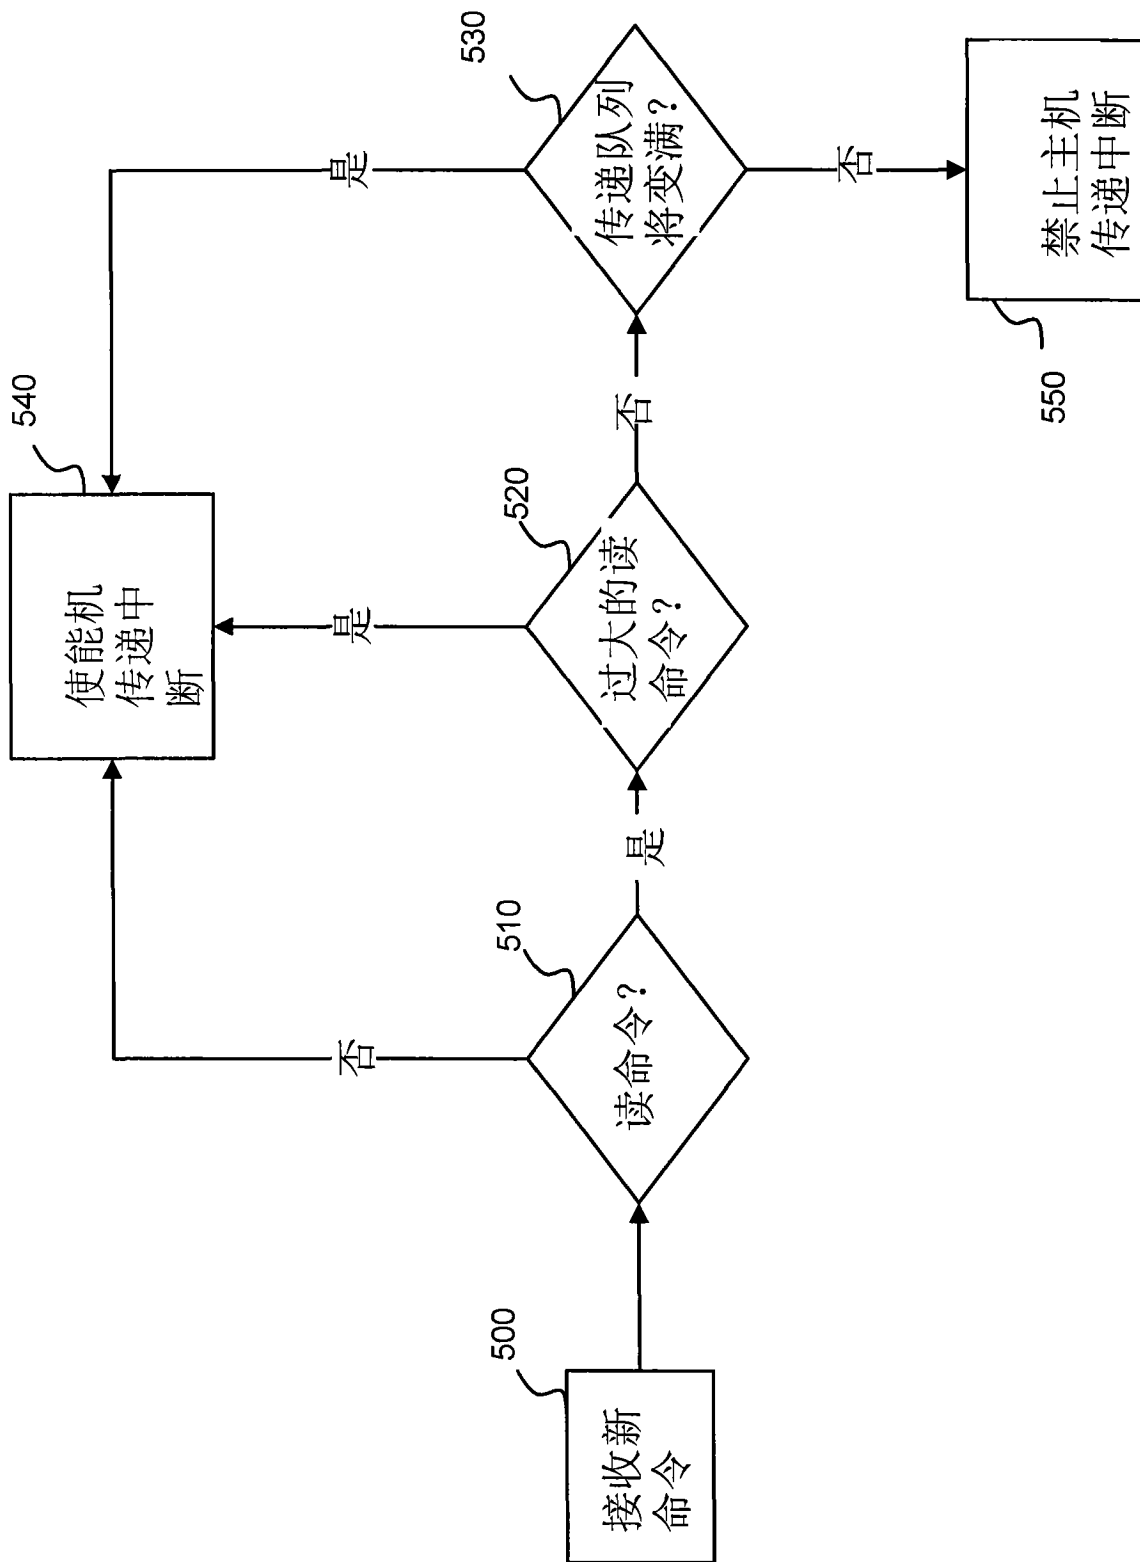 500
接收新
命令
510
读命令?
否
是
520
过大的读
命令?
是
否
530
传递队列
将变满?
是
否
540
使能机
传递中
断
550
禁止主机
传递中断